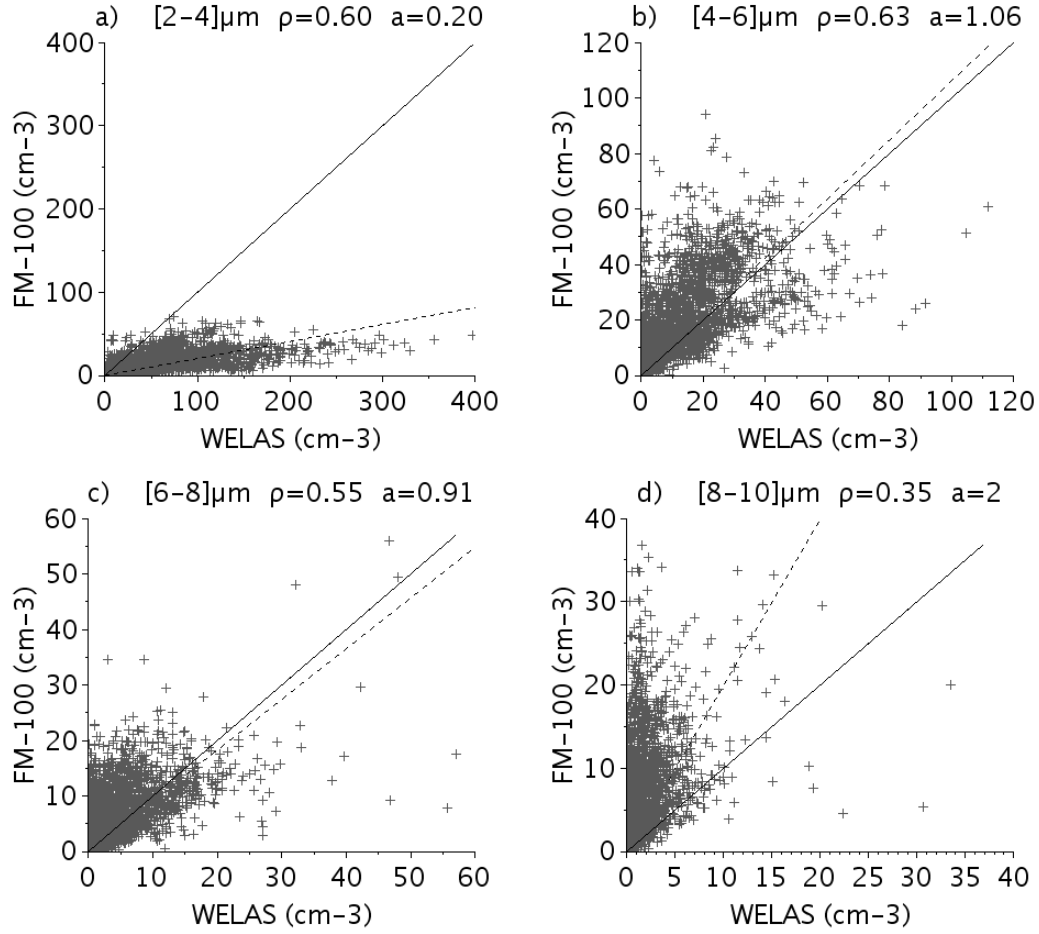 a) [2–4]µm ρ=0.60 a=0.20
400
300
200
100
0
0 100 200 300 400
FM–100 (cm–3)
WELAS (cm–3)
b) [4–6]µm ρ=0.63 a=1.06
120
100
80
60
40
20
0
0 20 40 60 80 100 120
FM–100 (cm–3)
WELAS (cm–3)
c) [6–8]µm ρ=0.55 a=0.91
60
50
40
30
20
10
0
0 10 20 30 40 50 60
FM–100 (cm–3)
WELAS (cm–3)
d) [8–10]µm ρ=0.35 a=2
40
30
20
10
0
0 5 10 15 20 25 30 35 40
FM–100 (cm–3)
WELAS (cm–3)